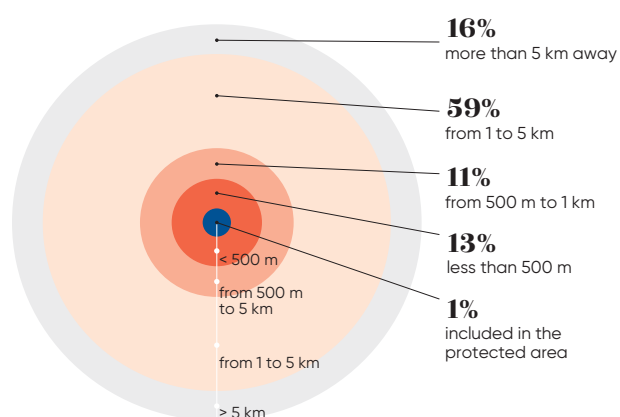 16%
more than 5 km away
59%
from 1 to 5 km
11%
from 500 m to 1 km
13%
less than 500 m
1%
included in the
protected area
< 500 m
from 500 m
to 5 km
from 1 to 5 km
> 5 km